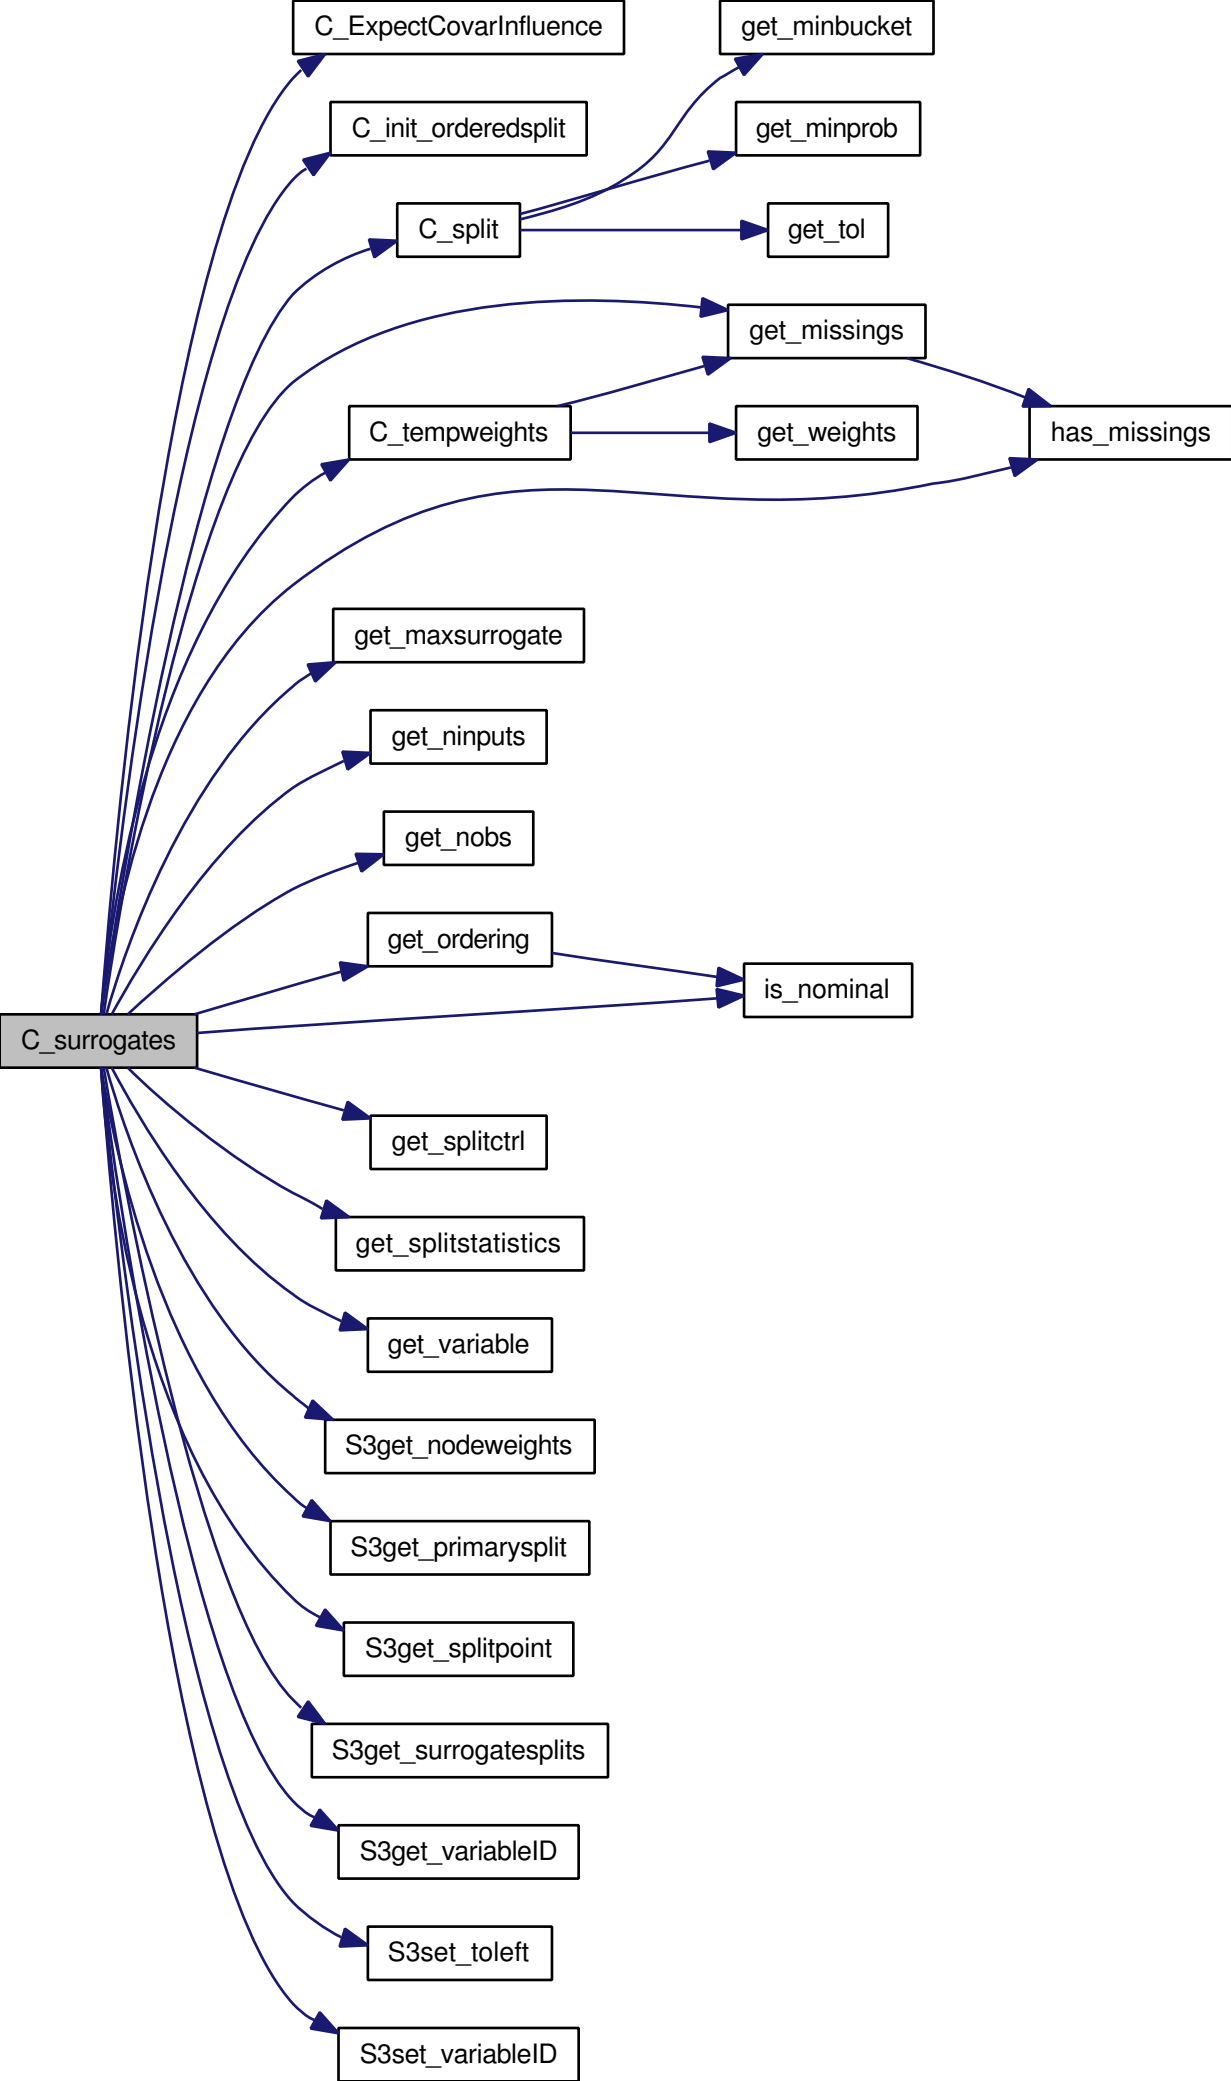 C_ExpectCovarInfluence
get_minbucket
C_init_orderedsplit
get_minprob
C_split
get_tol
get_missings
C_tempweights
get_weights
has_missings
get_maxsurrogate
get_ninputs
get_nobs
get_ordering
is_nominal
C_surrogates
get_splitctrl
get_splitstatistics
get_variable
S3get_nodeweights
S3get_primarysplit
S3get_splitpoint
S3get_surrogatesplits
S3get_variableID
S3set_toleft
S3set_variableID